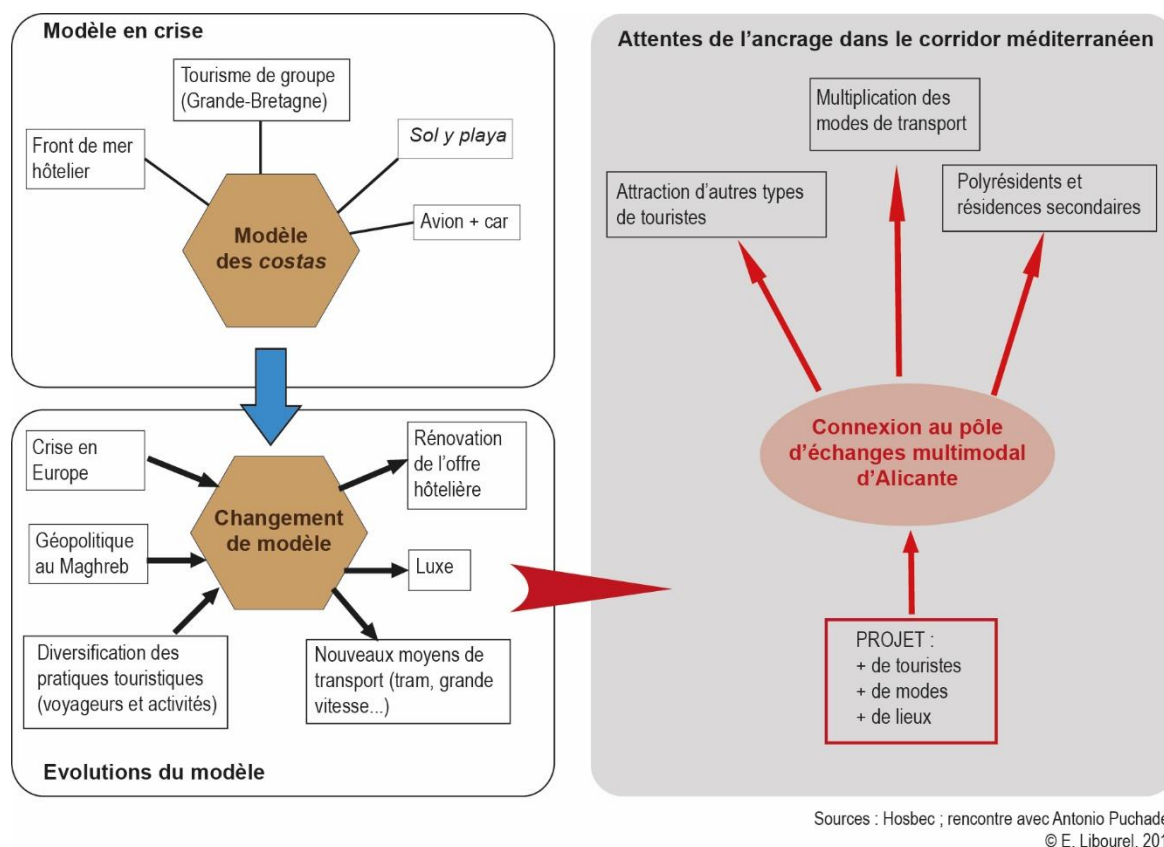 Modèle en crise
Tourisme de groupe
(Grande-Bretagne)
Front de mer
hôtelier
Sol y playa
Avion + car
Modèle
des costas
Crise en
Europe
Rénovation
de l'offre
hôtelière
Changement
de modèle
Géopolitique
au Maghreb
Luxe
Diversification des
pratiques touristiques
(voyageurs et activités)
Nouveaux moyens de
transport (tram, grande
vitesse...)
Evolutions du modèle
Attentes de l'ancrage dans le corridor méditerranéen
Multiplication des
modes de transport
Attraction d'autres types
de touristes
Polyrésidents et
résidences secondaires
Connexion au pôle
d'échanges multimodal
d'Alicante
PROJET :
+ de touristes
+ de modes
+ de lieux
Sources : Hosbec ; rencontre avec Antonio
© E. Libourel,